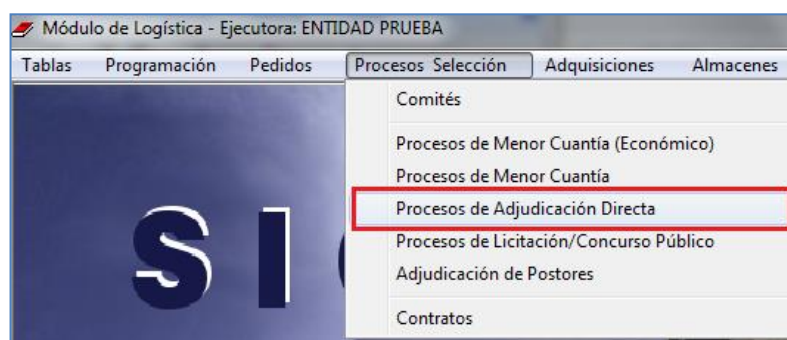 Módulo de Logística - Ejecutora: ENTIDAD PRUEBA
Tablas Programación Pedidos Procesos Selección Adquisiciones Almacenes
Comités
Procesos de Menor Cuantía (Económico)
Procesos de Menor Cuantía
Procesos de Adjudicación Directa
Procesos de Licitación/Concurso Público
Adjudicación de Postores
Contratos
S I